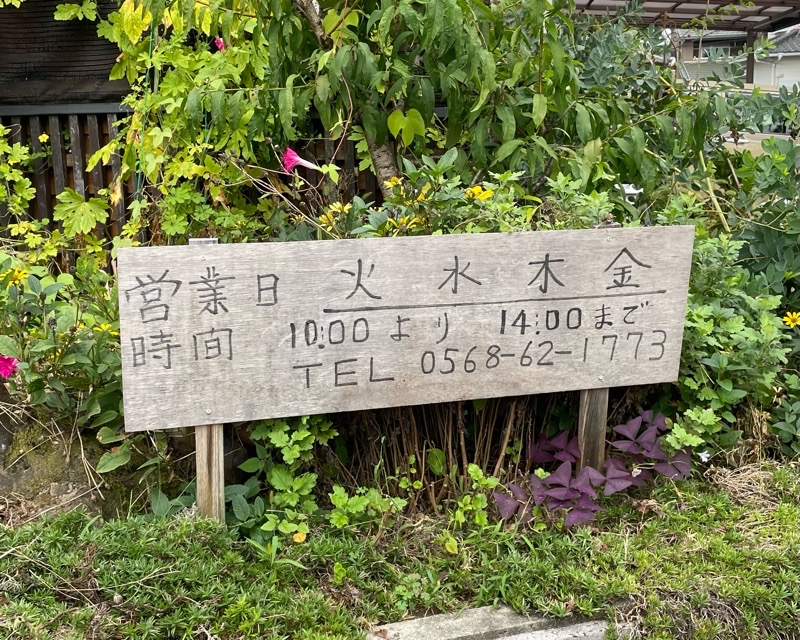 営業日 火 水 木 金
時間 10:00 より 14:00 まで
TEL 0568-62-1773